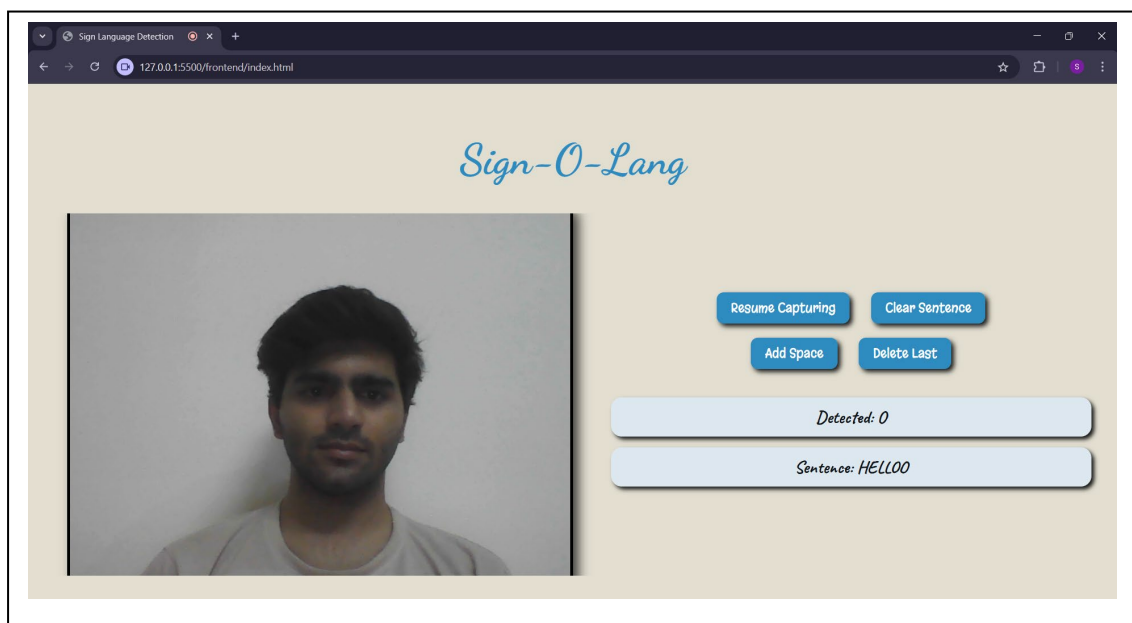 Sign Language Detection
127.0.0.1:5500/frontend/index.html
S
Sign-O-Lang
Resume Capturing Clear Sentence
Add Space Delete Last
Detected: O
Sentence: HELLOO